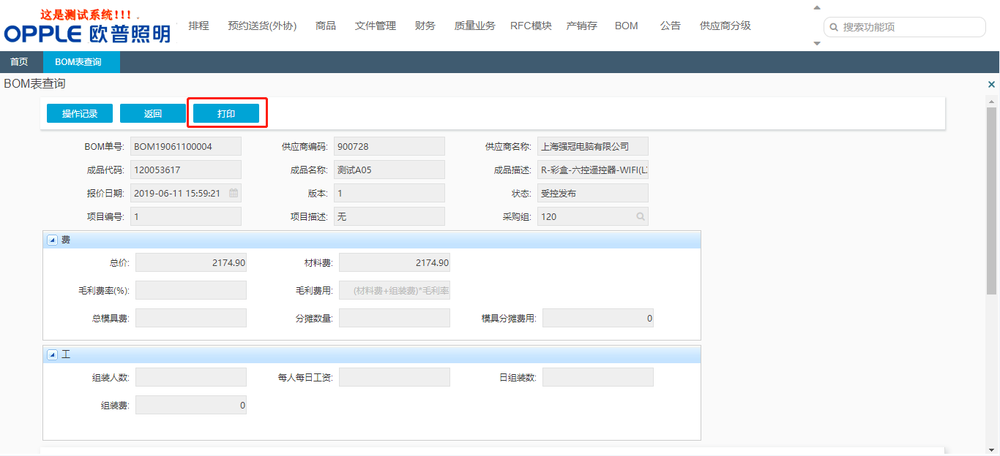 这是测试系统!!!
OPPLE 欧普照明
排程 预约送货(外协) 商品 文件管理 财务 质量业务 RFC模块 产销存 BOM 公告 供应商分级
搜索功能项
首页 BOM表查询
BOM表查询
操作记录 返回 打印
BOM单号: BOM19061100004 供应商编码: 900728 供应商名称: 上海强冠电脑有限公司
成品代码: 120053617 成品名称: 测试A05 成品描述: R-彩盒-六控遥控器-WIFI(L
报价日期: 2019-06-11 15:59:21 版本: 1 状态: 受控发布
项目编号: 1 项目描述: 无 采购组: 120
费
总价: 2174.90 材料费: 2174.90
毛利费率(%): 毛利费用: (材料费+组装费)*毛利率
总模具费: 分摊数量: 模具分摊费用: 0
工
组装人数: 每人每日工资: 日组装数:
组装费: 0